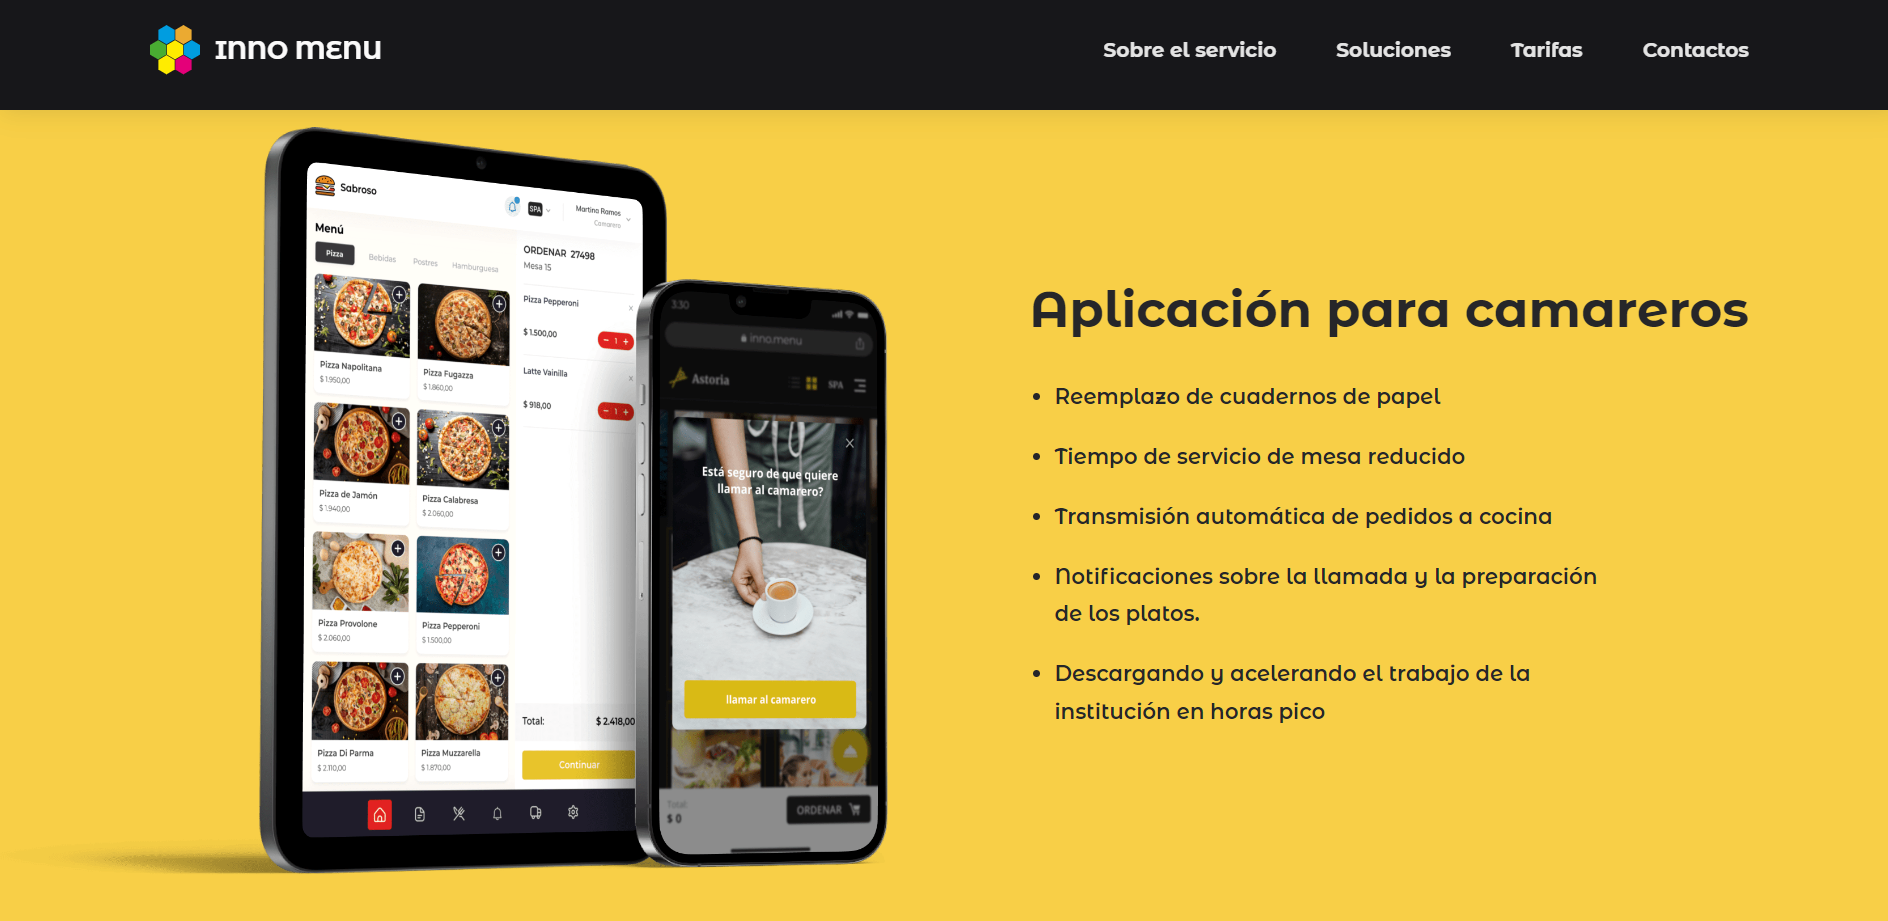 Inno menu
Sobre el servicio
Soluciones
Tarifas
Contactos
Sabroso
SPA
Martina Ramos
Camarero
Menú
Pizza
Bebidas
Postres
Hamburguesa
Pizza Napolitana
$ 1.950,00
Pizza Fugazza
$ 1.860,00
Pizza de Jamón
$ 1.940,00
Pizza Calabresa
$ 2.060,00
Pizza Provolone
$ 2.060,00
Pizza Pepperoni
$ 1.500,00
Pizza Di Parma
$ 2.110,00
Pizza Muzzarella
$ 1.870,00
ORDENAR 27498
Mesa 15
Pizza Pepperoni
$ 1.500,00
− 1 +
Latte Vainilla
$ 918,00
− 1 +
Total:
$ 2.418,00
Continuar
3:30
inno.menu
Astoria
SPA
Está seguro de que quiere
llamar al camarero?
llamar al camarero
Total:
$ 0
ORDENAR
Aplicación para camareros
• Reemplazo de cuadernos de papel
• Tiempo de servicio de mesa reducido
• Transmisión automática de pedidos a cocina
• Notificaciones sobre la llamada y la preparación
de los platos.
• Descargando y acelerando el trabajo de la
institución en horas pico